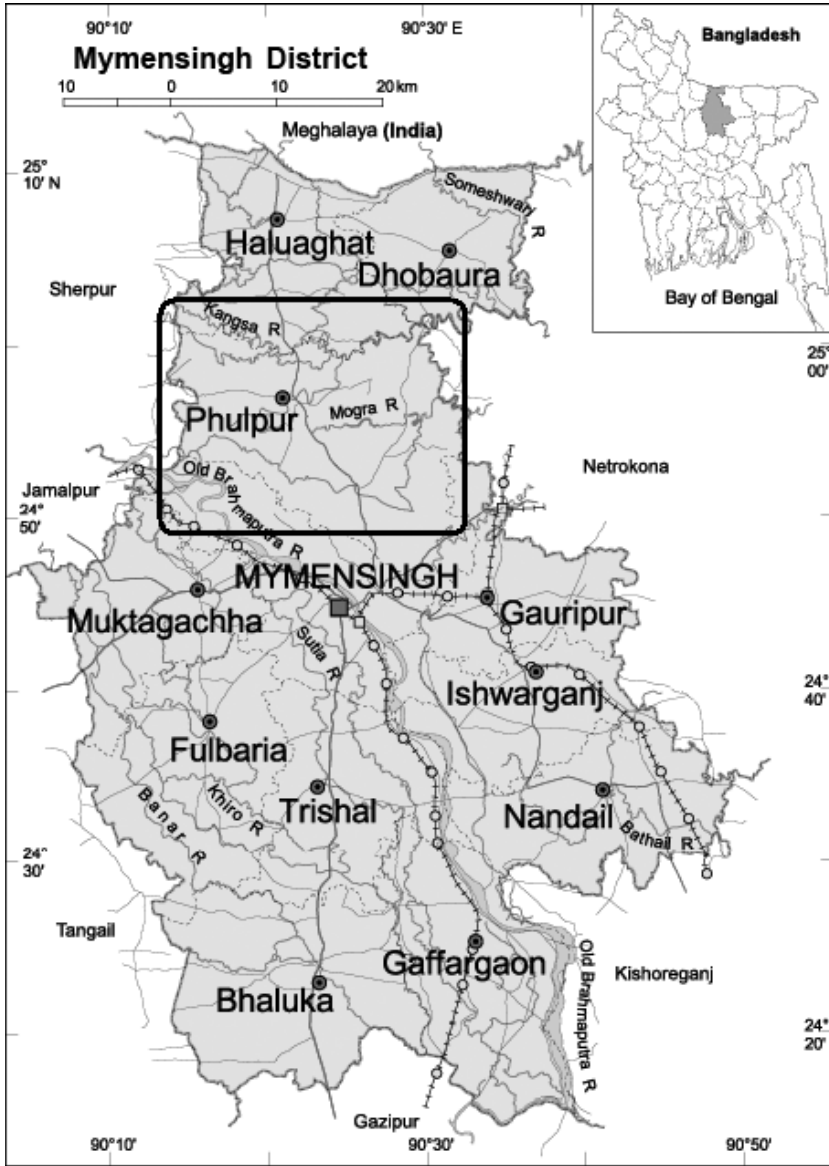 90°10'
90°30' E
Mymensingh District
10 0 10 20 km
Bangladesh
Bay of Bengal
Meghalaya (India)
25°
10' N
Someshwari R
Haluaghat
Dhobaura
Sherpur
Kangsa R
25°
00'
Phulpur
Mogra R
Netrokona
Old Brahmaputra R
Jamalpur
24°
50'
MYMENSINGH
Muktagachha
Gauripur
Sutia R
Ishwarganj
24°
40'
Fulbaria
Khiro R
Banar R
Trishal
Nandail
Bathail R
24°
30'
Tangail
Gaffargaon
Old Brahmaputra R
Kishoreganj
Bhaluka
24°
20'
Gazipur
90°10'
90°30'
90°50'